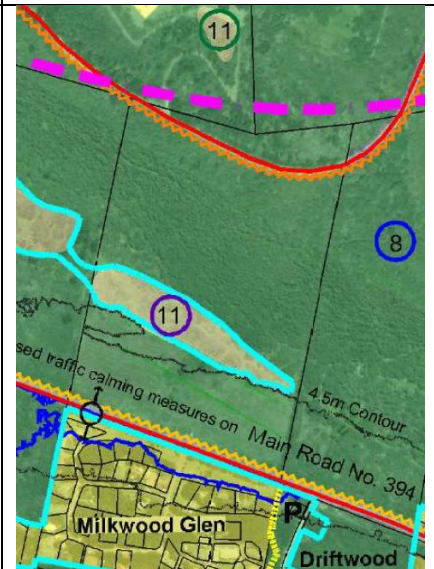 11
8
11
4.5m Contour
sed traffic calming measures on Main Road No. 394
P
Milkwood Glen
Driftwood